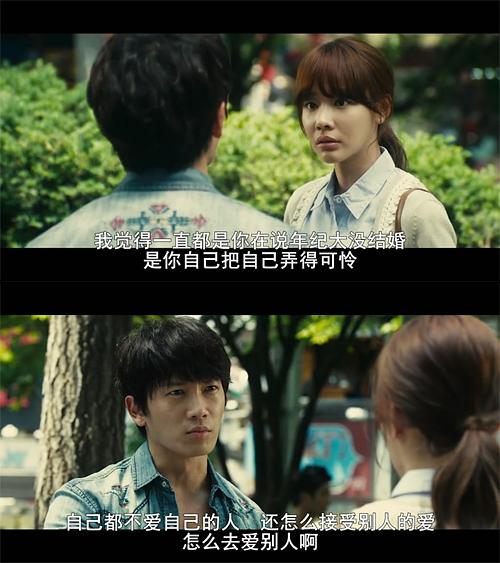 我觉得一直都是你在说年纪大没结婚
是你自己把自己弄得可怜
自己都不爱自己的人 还怎么接受别人的爱
怎么去爱别人啊